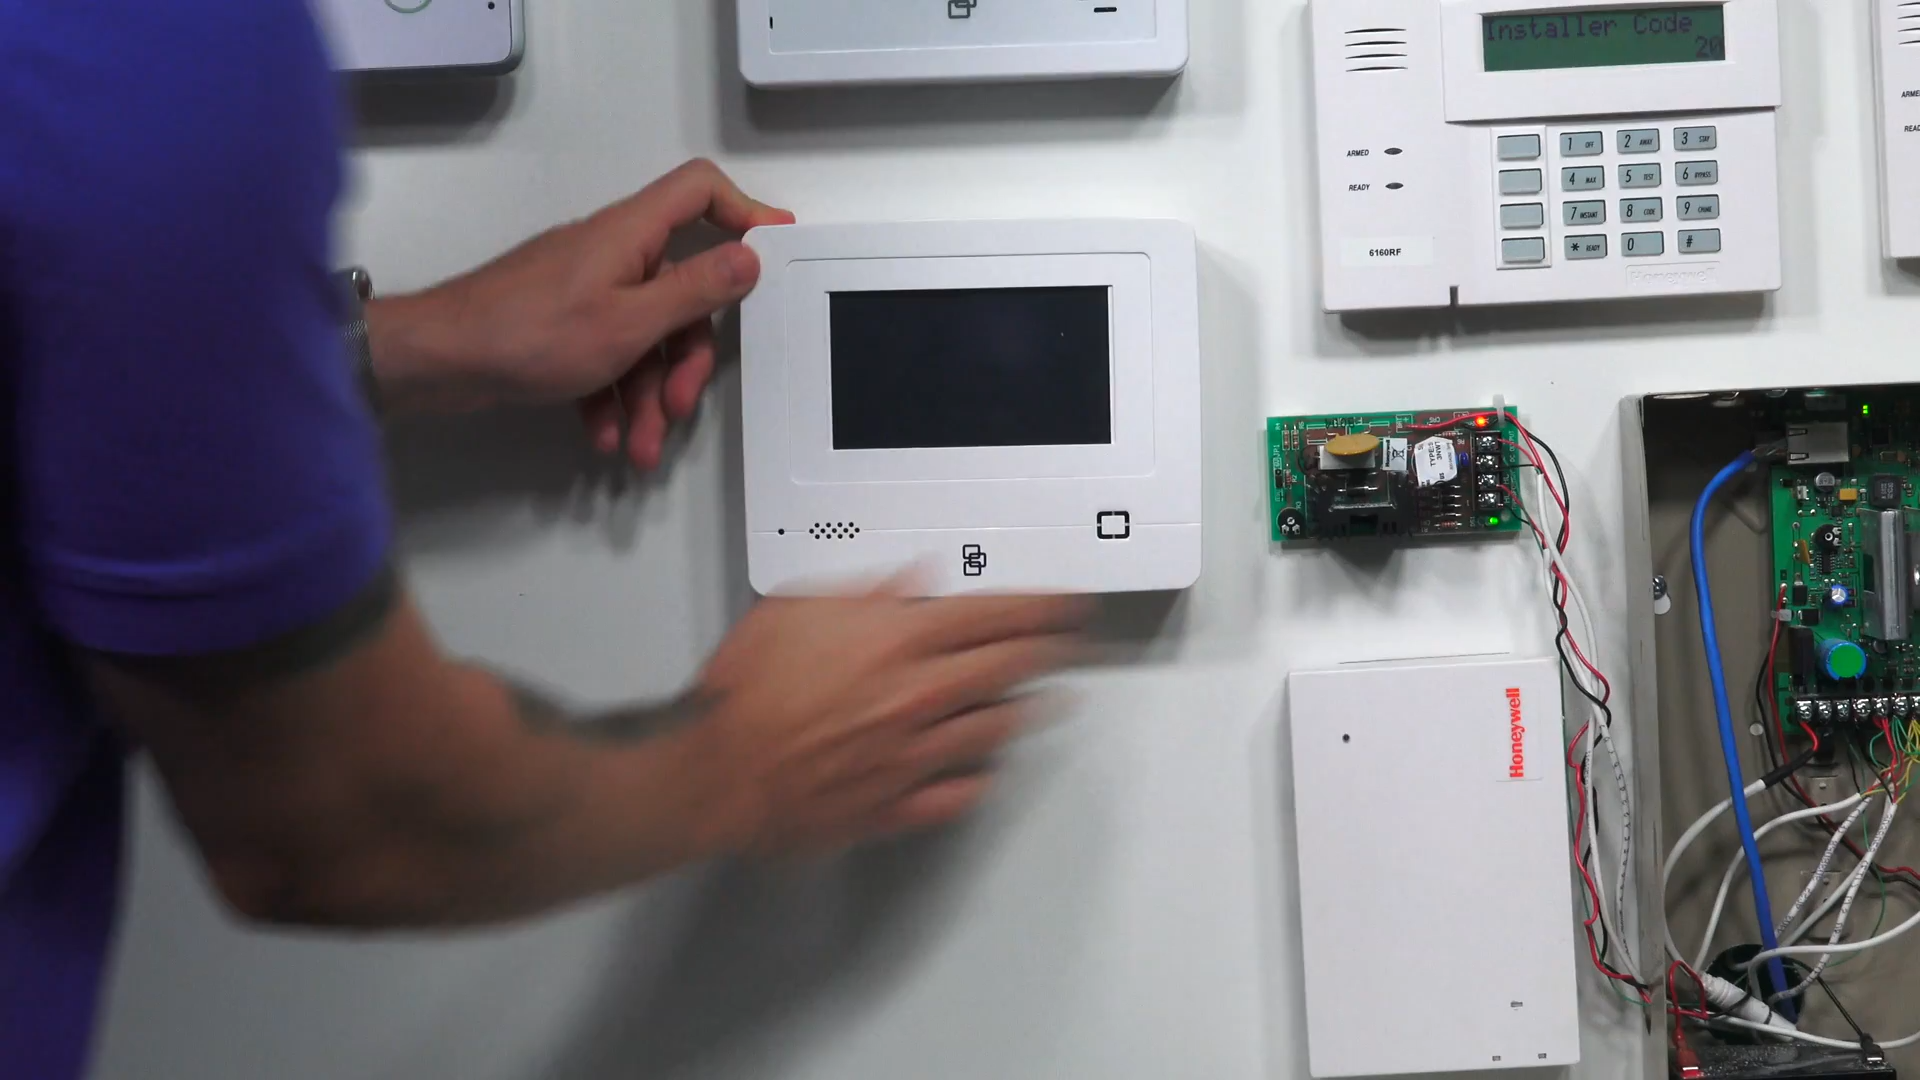 Installer Code
20
ARMED
READY
1 OFF
2 AWAY
3 STAY
4 MAX
5 TEST
6 BYPASS
7 INSTANT
8 CODE
9 CHIME
* READY
0
#
6160RF
Honeywell
Honeywell